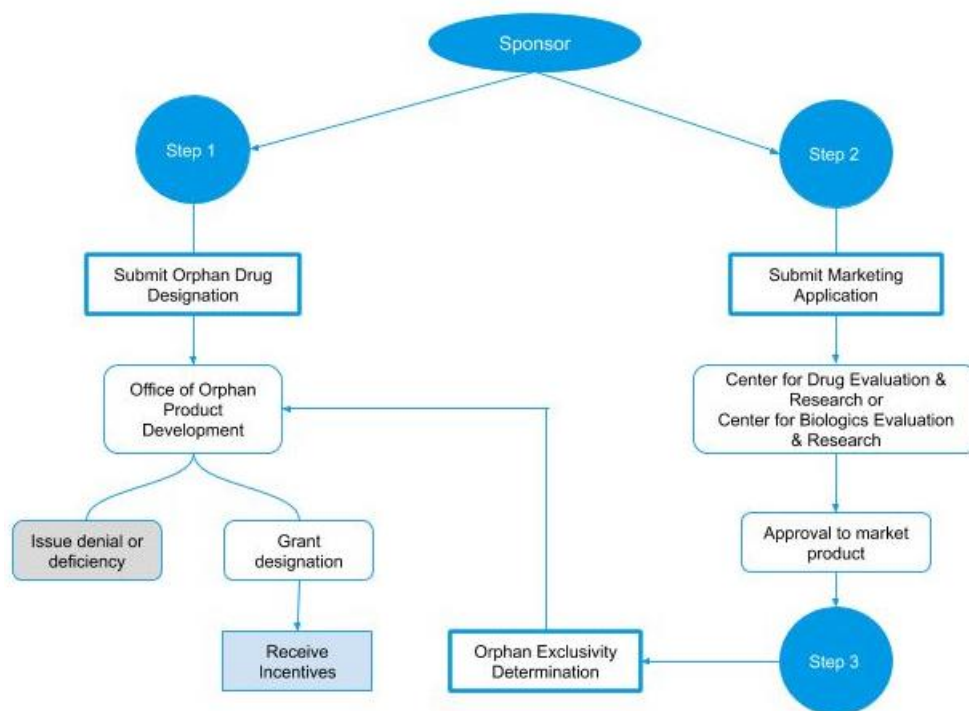 Sponsor
Step 1
Step 2
Submit Orphan Drug
Designation
Submit Marketing
Application
Office of Orphan
Product
Development
Center for Drug Evaluation &
Research or
Center for Biologics Evaluation
& Research
Issue denial or
deficiency
Grant
designation
Approval to market
product
Receive
Incentives
Orphan Exclusivity
Determination
Step 3